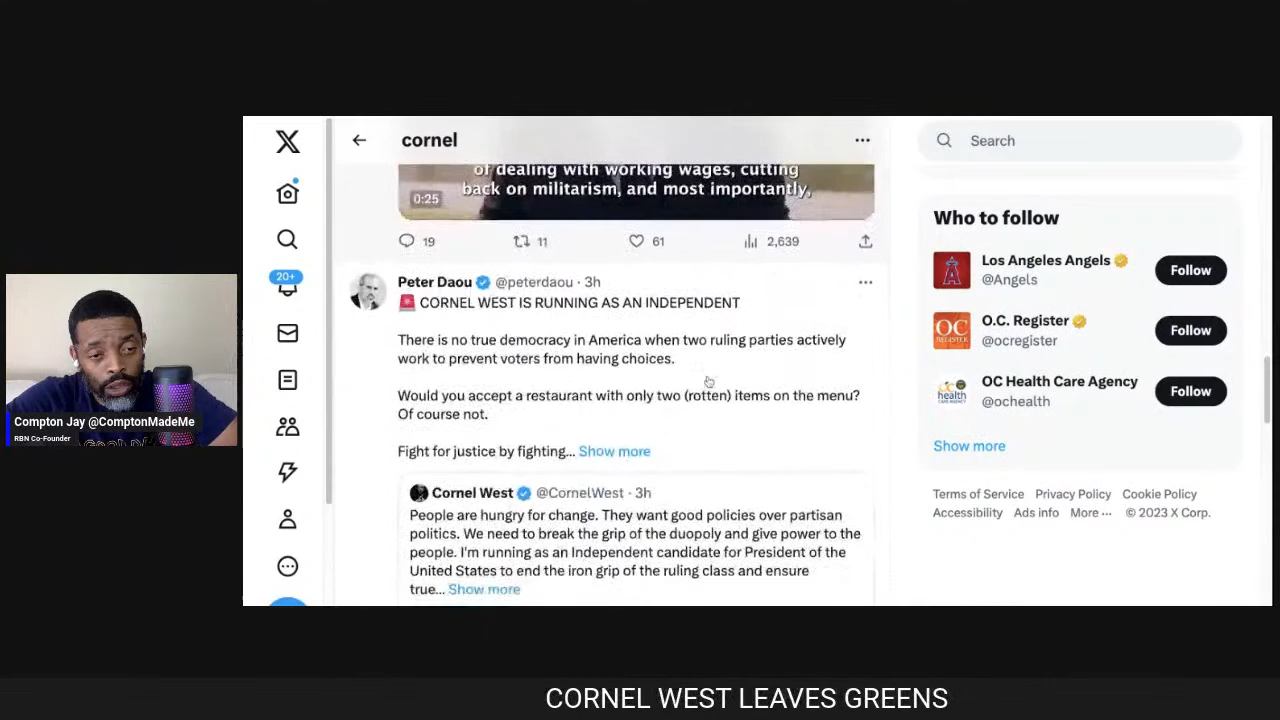 cornel
Search
of dealing with working wages, cutting
back on militarism, and most importantly,
0:25
19
11
61
2,639
Peter Daou @peterdaou · 3h
🚨 CORNEL WEST IS RUNNING AS AN INDEPENDENT
There is no true democracy in America when two ruling parties actively
work to prevent voters from having choices.
Would you accept a restaurant with only two (rotten) items on the menu?
Of course not.
Fight for justice by fighting... Show more
Cornel West @CornelWest · 3h
People are hungry for change. They want good policies over partisan
politics. We need to break the grip of the duopoly and give power to the
people. I'm running as an Independent candidate for President of the
United States to end the iron grip of the ruling class and ensure
true... Show more
20+
Who to follow
Los Angeles Angels
@Angels
Follow
O.C. Register
@ocregister
Follow
OC Health Care Agency
@ochealth
Follow
Show more
Terms of Service Privacy Policy Cookie Policy
Accessibility Ads info More ··· © 2023 X Corp.
Compton Jay @ComptonMadeMe
RBN Co-Founder
CORNEL WEST LEAVES GREENS